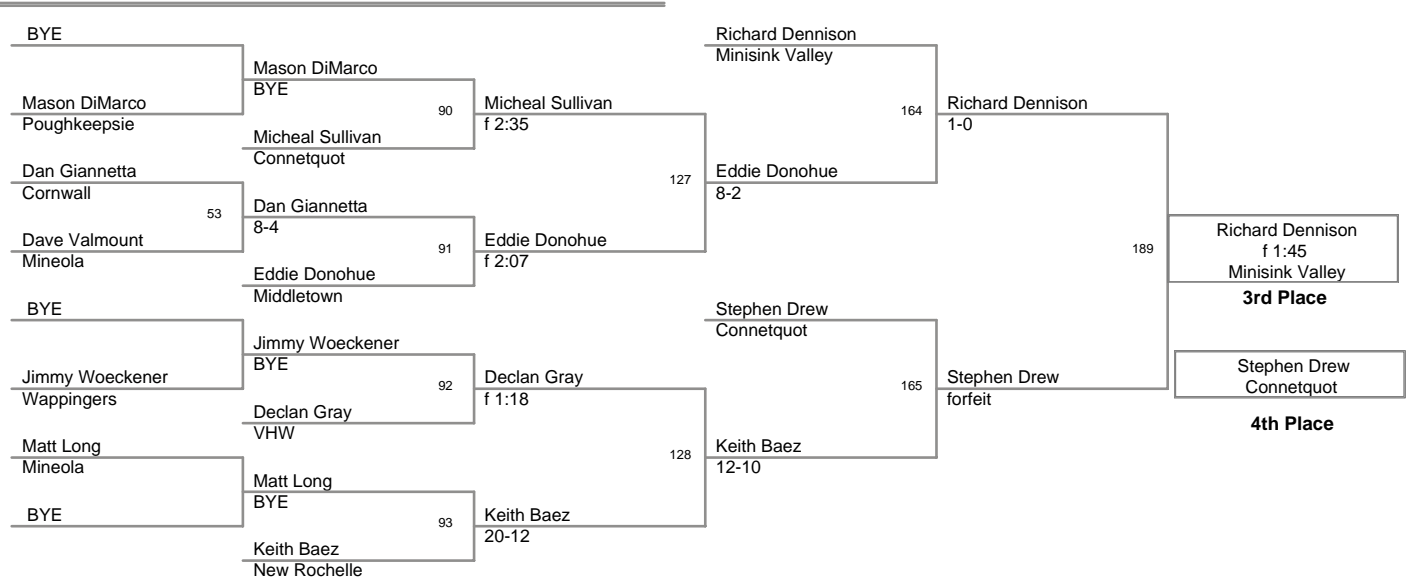 BYE
Mason DiMarco
Poughkeepsie
Dan Giannetta
Cornwall
53
Dave Valmount
Mineola
BYE
Jimmy Woeckener
Wappingers
Matt Long
Mineola
BYE
Mason DiMarco
BYE
90
Micheal Sullivan
Connetquot
Dan Giannetta
8-4
91
Eddie Donohue
Middletown
Jimmy Woeckener
BYE
92
Declan Gray
VHW
Matt Long
BYE
93
Keith Baez
New Rochelle
Micheal Sullivan
f 2:35
127
Eddie Donohue
f 2:07
Declan Gray
f 1:18
128
Keith Baez
20-12
Richard Dennison
Minisink Valley
164
Eddie Donohue
8-2
Stephen Drew
Connetquot
165
Keith Baez
12-10
Richard Dennison
1-0
189
Stephen Drew
forfeit
Richard Dennison
f 1:45
Minisink Valley
3rd Place
Stephen Drew
Connetquot
4th Place